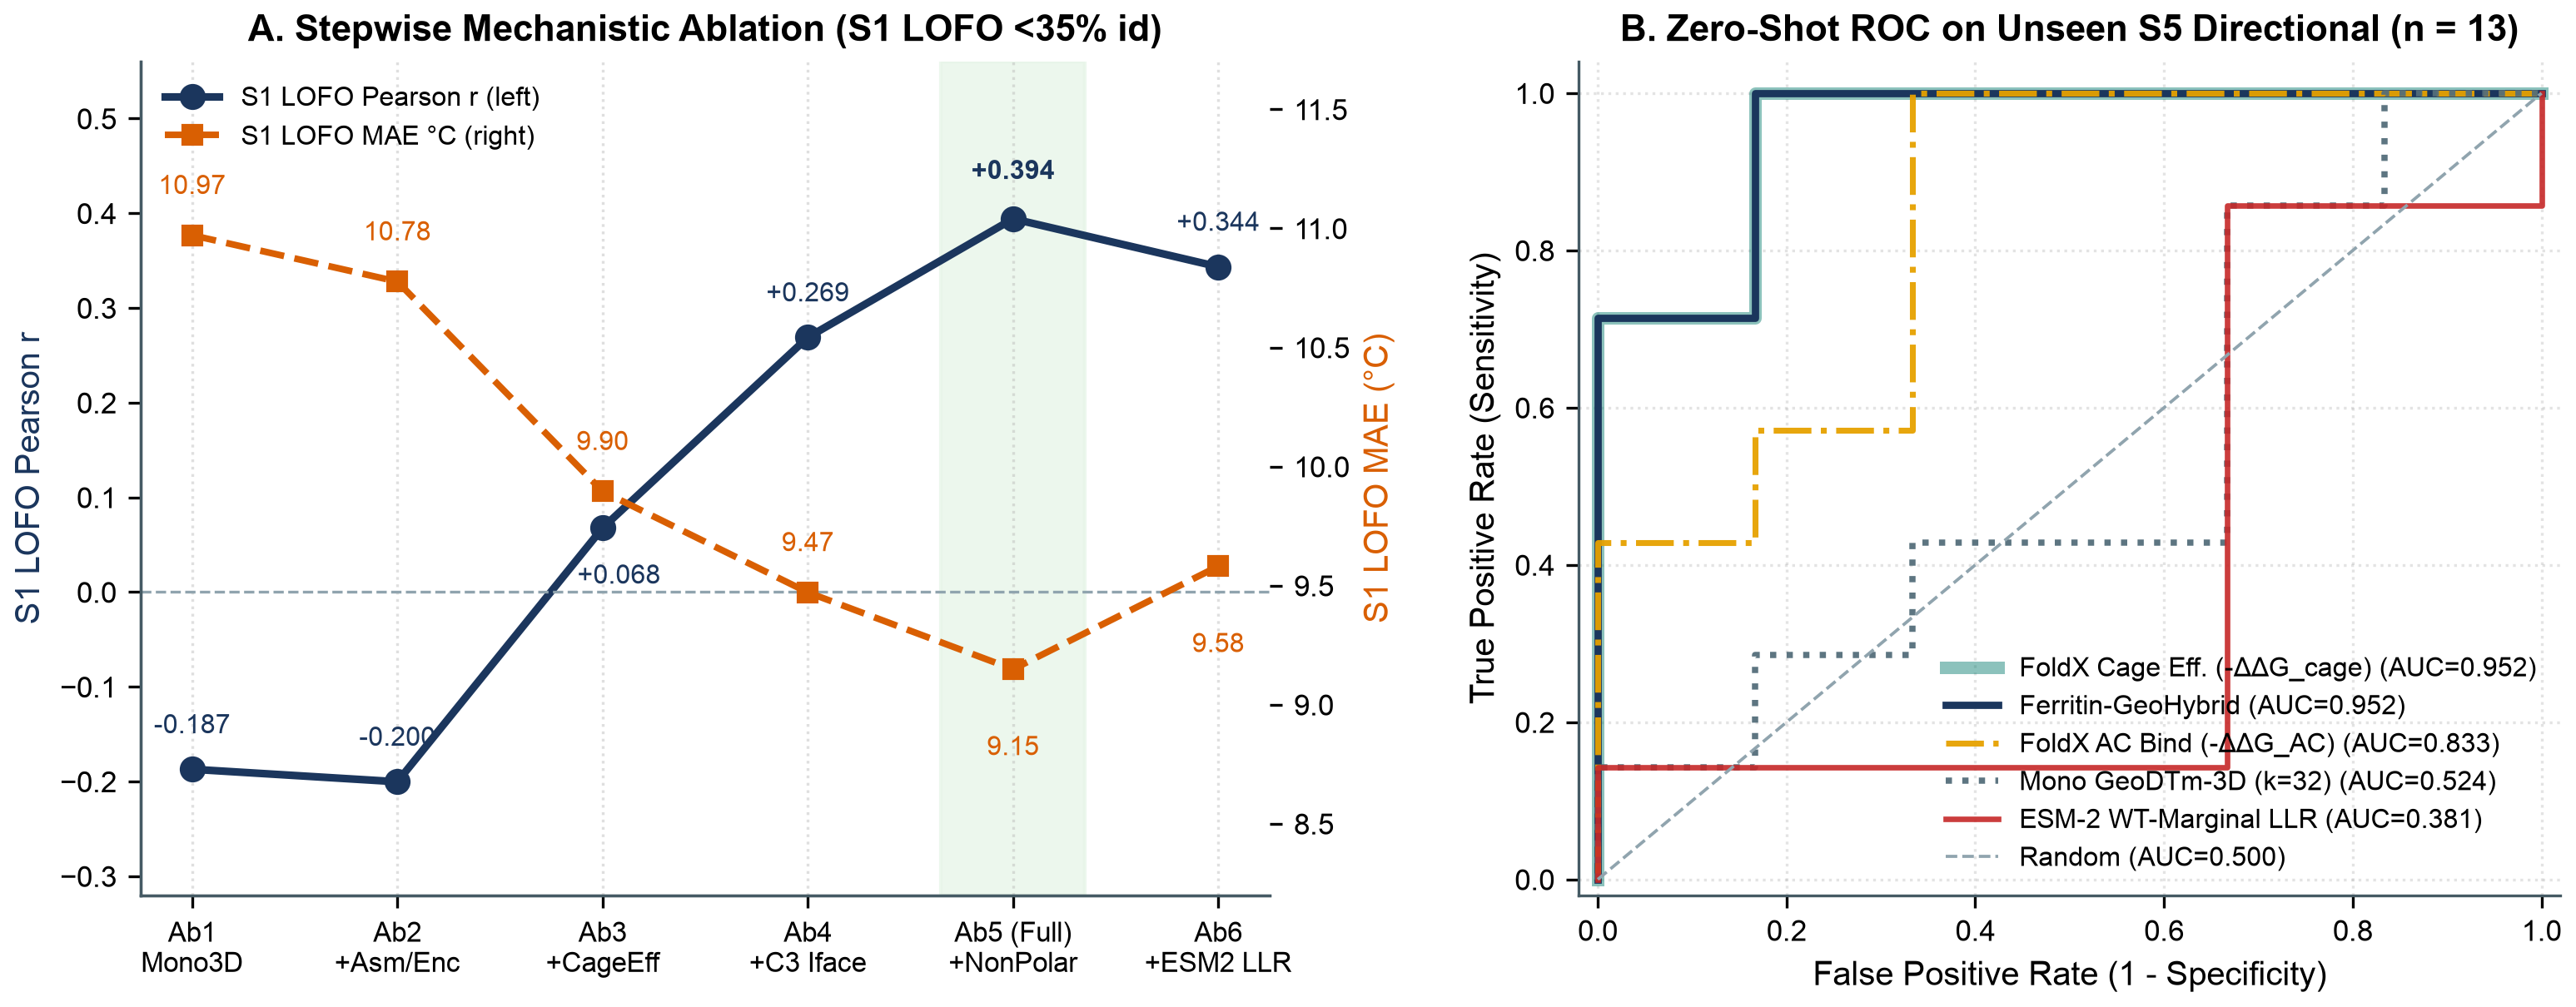 A. Stepwise Mechanistic Ablation (S1 LOFO <35% id)
S1 LOFO Pearson r (left)
S1 LOFO MAE °C (right)
S1 LOFO Pearson r
0.5
0.4
0.3
0.2
0.1
0.0
−0.1
−0.2
−0.3
10.97
10.78
9.90
9.47
9.15
9.58
-0.187
-0.200
+0.068
+0.269
+0.394
+0.344
11.5
11.0
10.5
10.0
9.5
9.0
8.5
S1 LOFO MAE (°C)
Ab1
Mono3D
Ab2
+Asm/Enc
Ab3
+CageEff
Ab4
+C3 Iface
Ab5 (Full)
+NonPolar
Ab6
+ESM2 LLR
B. Zero-Shot ROC on Unseen S5 Directional (n = 13)
True Positive Rate (Sensitivity)
1.0
0.8
0.6
0.4
0.2
0.0
FoldX Cage Eff. (-ΔΔG_cage) (AUC=0.952)
Ferritin-GeoHybrid (AUC=0.952)
FoldX AC Bind (-ΔΔG_AC) (AUC=0.833)
Mono GeoDTm-3D (k=32) (AUC=0.524)
ESM-2 WT-Marginal LLR (AUC=0.381)
Random (AUC=0.500)
0.0
0.2
0.4
0.6
0.8
1.0
False Positive Rate (1 - Specificity)